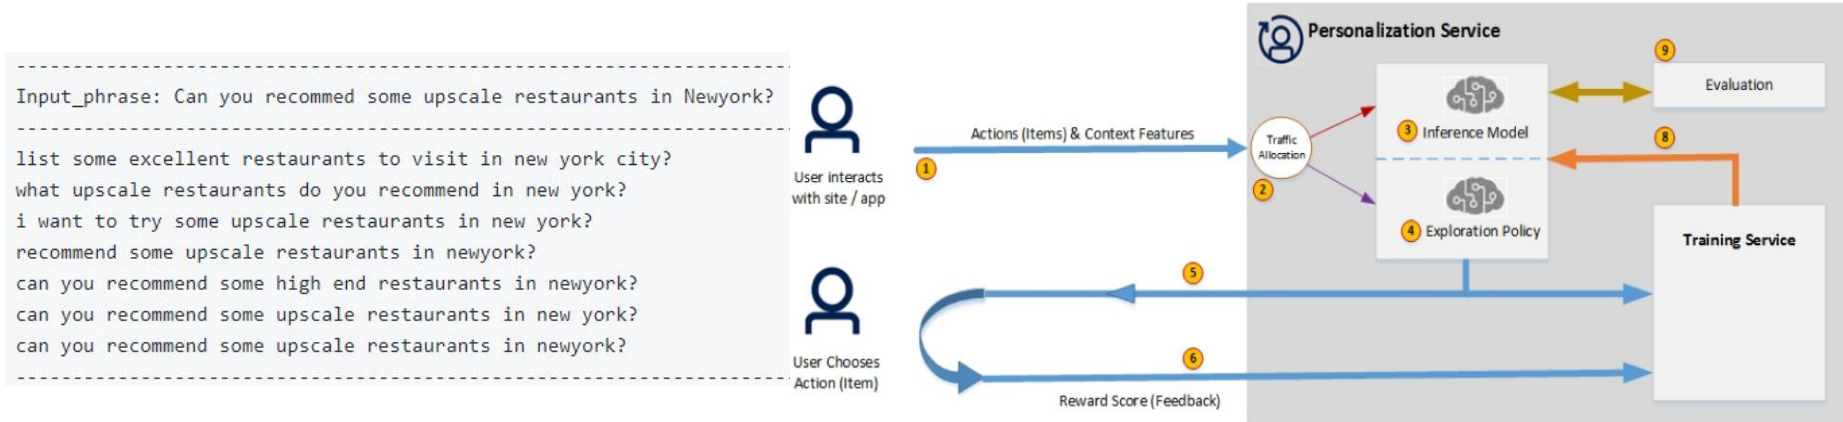 --------------------------------------------------------------------
Input_phrase: Can you recommed some upscale restaurants in Newyork?
--------------------------------------------------------------------
list some excellent restaurants to visit in new york city?
what upscale restaurants do you recommend in new york?
i want to try some upscale restaurants in new york?
recommend some upscale restaurants in newyork?
can you recommend some high end restaurants in newyork?
can you recommend some upscale restaurants in new york?
can you recommend some upscale restaurants in newyork?
--------------------------------------------------------------------
User interacts
with site / app
1
Actions (Items) & Context Features
Personalization Service
Traffic
Allocation
2
3 Inference Model
4 Exploration Policy
9
Evaluation
8
Training Service
5
User Chooses
Action (Item)
6
Reward Score (Feedback)